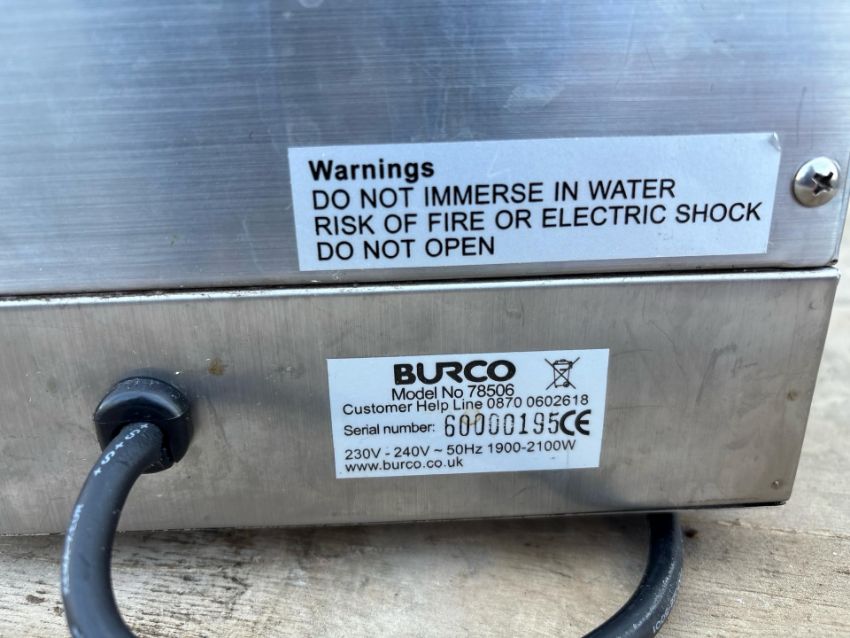 Warnings
DO NOT IMMERSE IN WATER
RISK OF FIRE OR ELECTRIC SHOCK
DO NOT OPEN
BURCO
Model No 78506
Customer Help Line 0870 0602618
Serial number: 60000195 CE
230V - 240V ~ 50Hz 1900-2100W
www.burco.co.uk